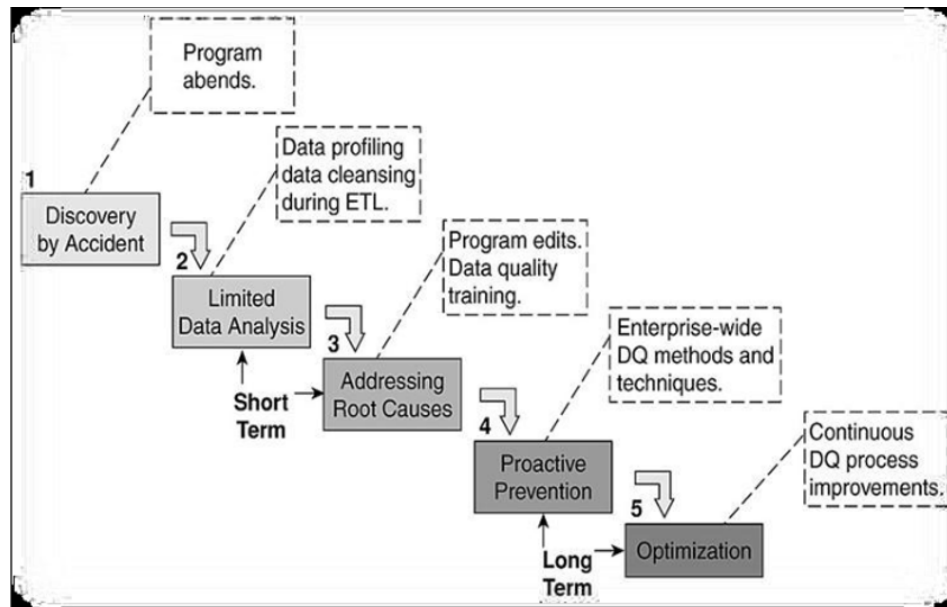 Program
abends.
1
Discovery
by Accident
Data profiling
data cleansing
during ETL.
2
Limited
Data Analysis
Program edits.
Data quality
training.
3
Addressing
Root Causes
Short
Term
Enterprise-wide
DQ methods and
techniques.
4
Proactive
Prevention
Continuous
DQ process
improvements.
5
Optimization
Long
Term